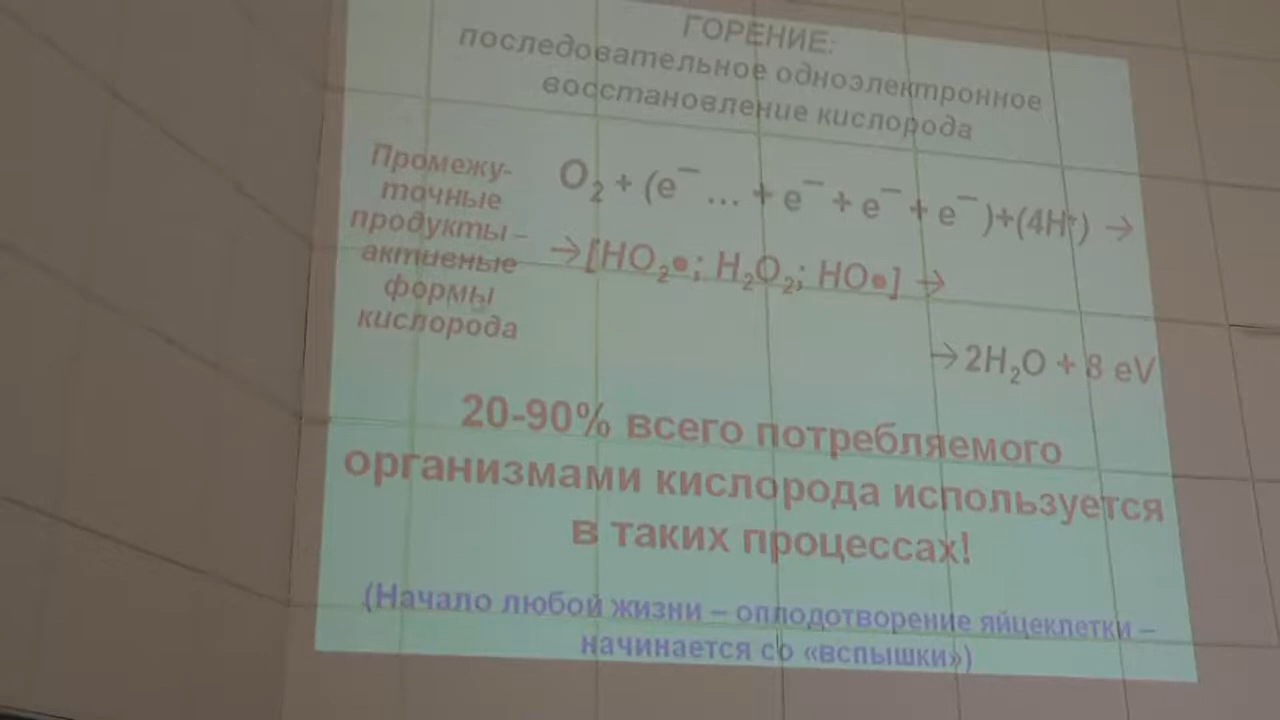 ГОРЕНИЕ:
последовательное одноэлектронное
восстановление кислорода
Промежу-
точные
продукты –
активные
формы
кислорода
O₂ + (e⁻ ... + e⁻ + e⁻ + e⁻ )+(4H⁺) →
→[HO₂●; H₂O₂; HO●] →
→2H₂O + 8 eV
20-90% всего потребляемого
организмами кислорода используется
в таких процессах!
(Начало любой жизни – оплодотворение яйцеклетки –
начинается со «вспышки»)